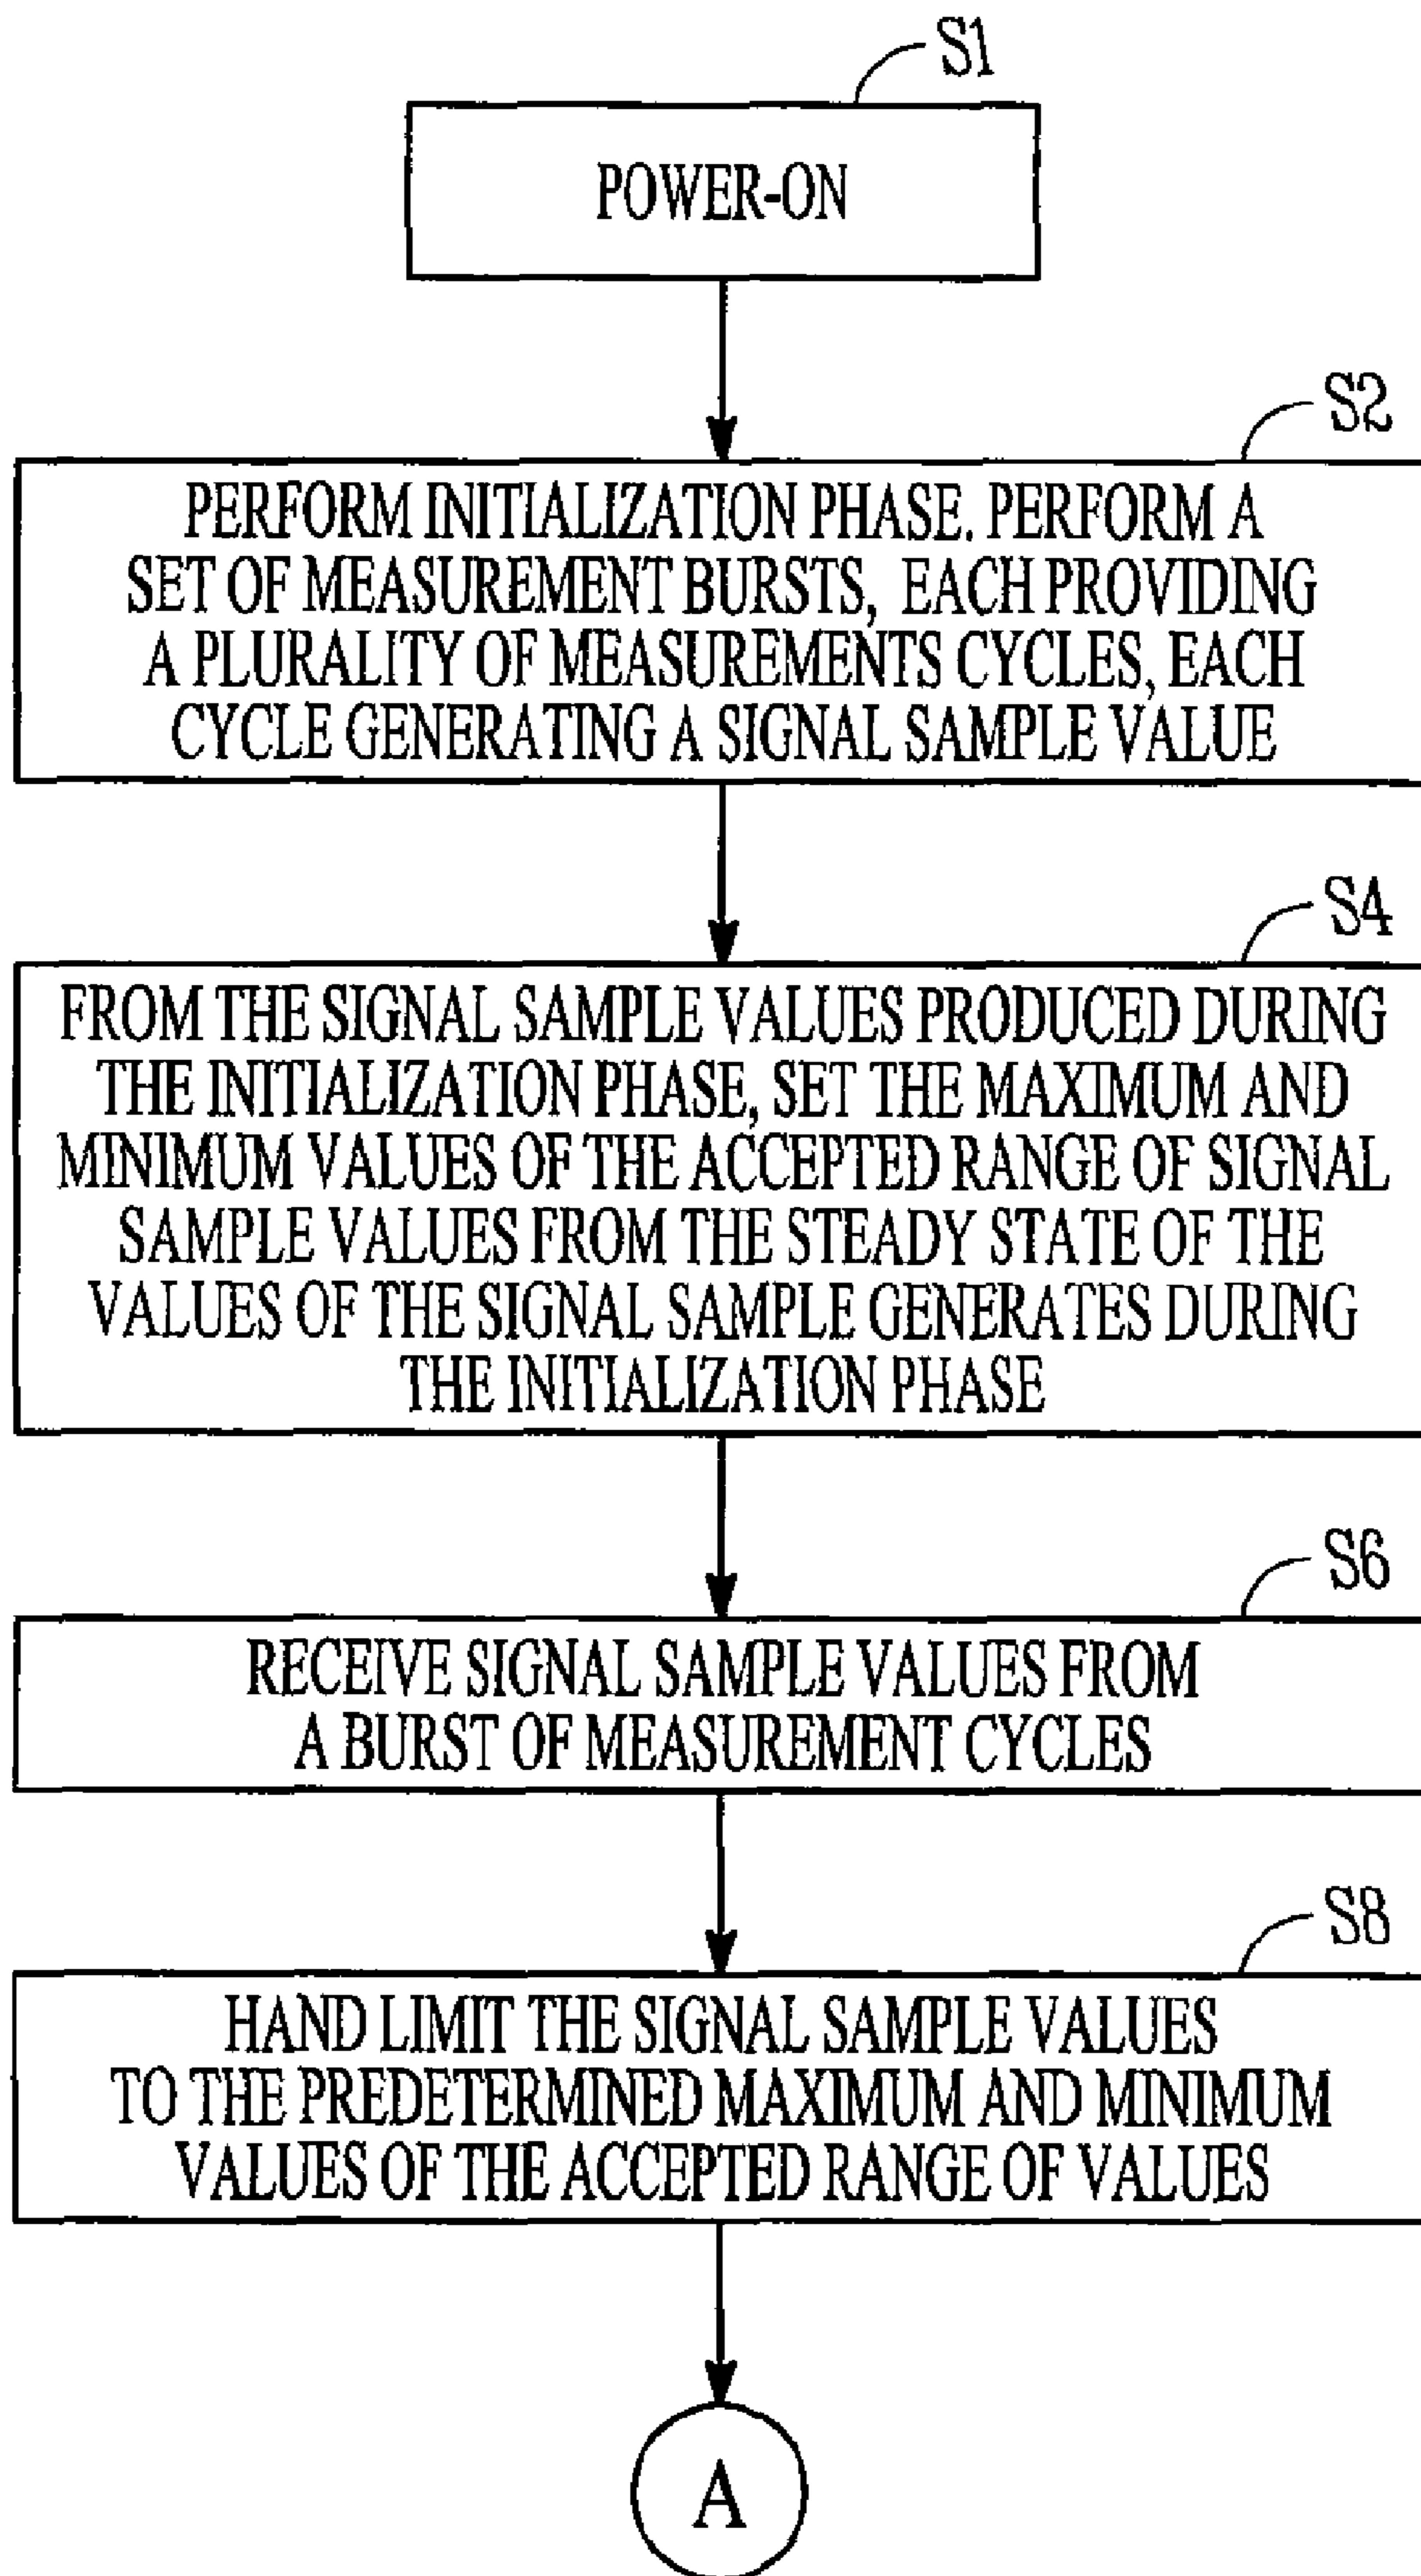 S1
POWER-ON
S2
PERFORM INITIALIZATION PHASE. PERFORM A
SET OF MEASUREMENT BURSTS, EACH PROVIDING
A PLURALITY OF MEASUREMENTS CYCLES, EACH
CYCLE GENERATING A SIGNAL SAMPLE VALUE
S4
FROM THE SIGNAL SAMPLE VALUES PRODUCED DURING
THE INITIALIZATION PHASE, SET THE MAXIMUM AND
MINIMUM VALUES OF THE ACCEPTED RANGE OF SIGNAL
SAMPLE VALUES FROM THE STEADY STATE OF THE
VALUES OF THE SIGNAL SAMPLE GENERATES DURING
THE INITIALIZATION PHASE
S6
RECEIVE SIGNAL SAMPLE VALUES FROM
A BURST OF MEASUREMENT CYCLES
S8
HAND LIMIT THE SIGNAL SAMPLE VALUES
TO THE PREDETERMINED MAXIMUM AND MINIMUM
VALUES OF THE ACCEPTED RANGE OF VALUES
A